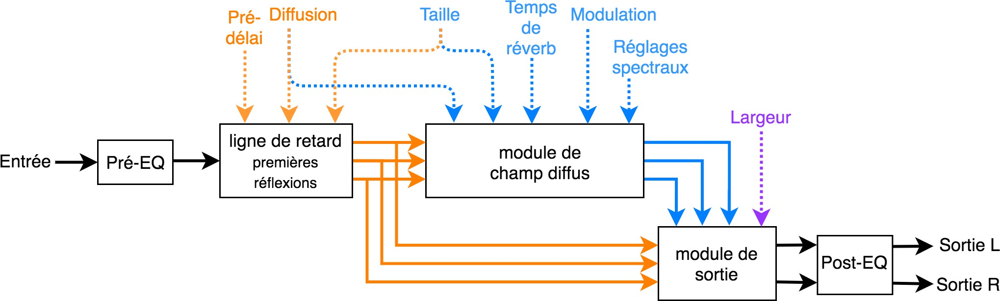 Pré-
délai
Diffusion
Taille
Temps
de
réverb
Modulation
Réglages
spectraux
Largeur
Entrée
Pré-EQ
ligne de retard
premières
réflexions
module de
champ diffus
module de
sortie
Post-EQ
Sortie L
Sortie R